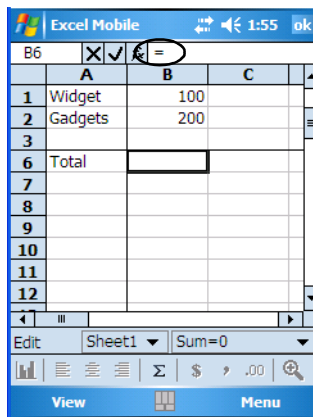 Excel Mobile 1:55 ok
B6 fx =
A B C
1 Widget 100
2 Gadgets 200
3
6 Total
7
8
9
10
11
12
Edit Sheet1 Sum=0
Σ $ , .00
View Menu